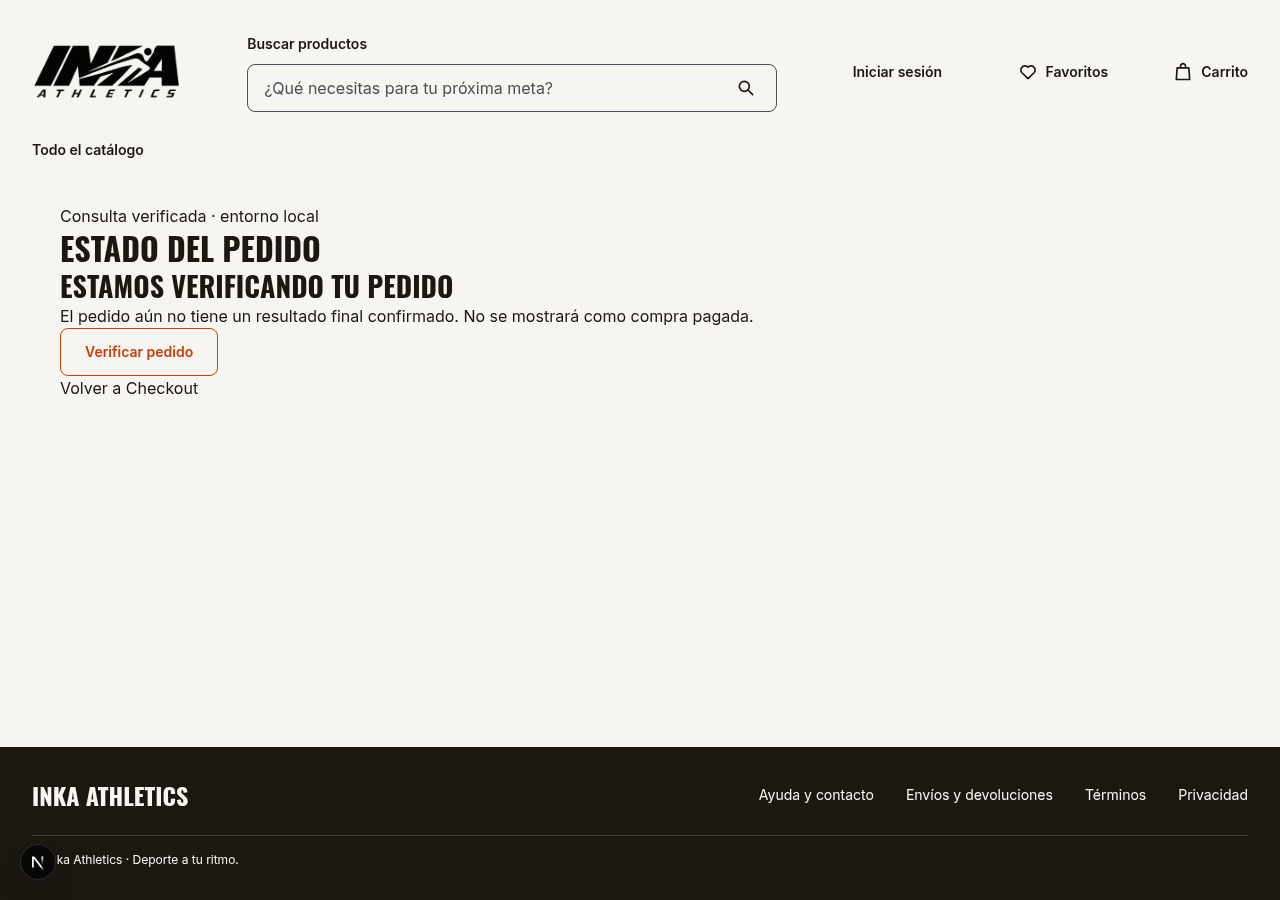 INKA
ATHLETICS
Buscar productos
¿Qué necesitas para tu próxima meta?
Iniciar sesión
Favoritos
Carrito
Todo el catálogo
Consulta verificada · entorno local
ESTADO DEL PEDIDO
ESTAMOS VERIFICANDO TU PEDIDO
El pedido aún no tiene un resultado final confirmado. No se mostrará como compra pagada.
Verificar pedido
Volver a Checkout
INKA ATHLETICS
Ayuda y contacto
Envíos y devoluciones
Términos
Privacidad
ka Athletics · Deporte a tu ritmo.